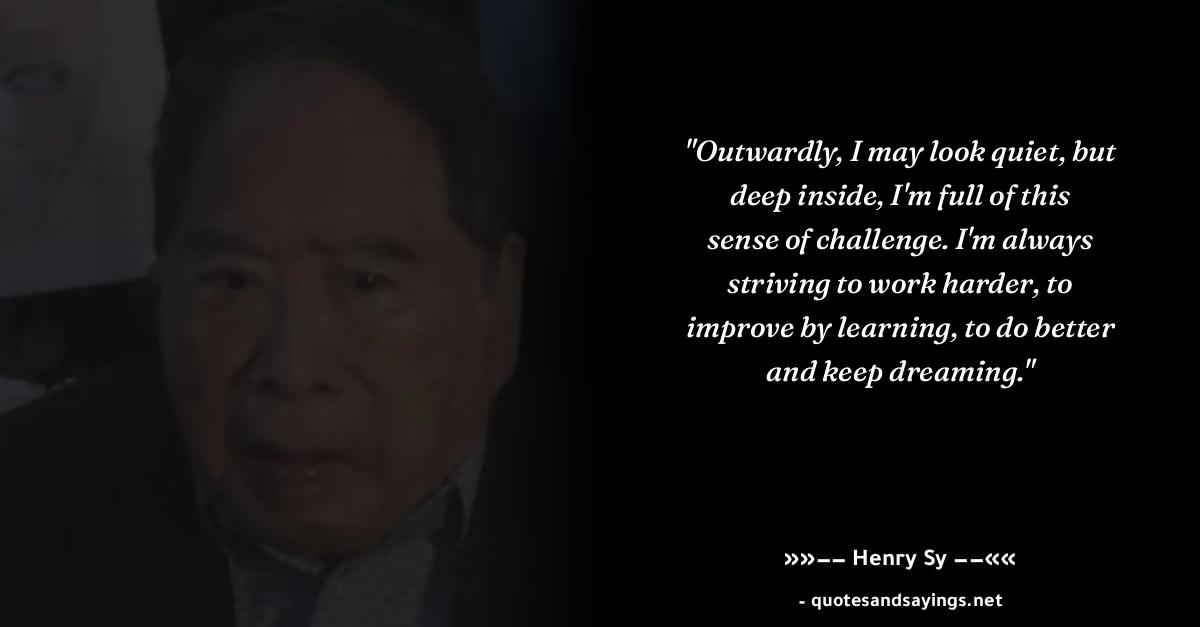 "Outwardly, I may look quiet, but
deep inside, I'm full of this
sense of challenge. I'm always
striving to work harder, to
improve by learning, to do better
and keep dreaming."
»»–– Henry Sy ––««
- quotesandsayings.net